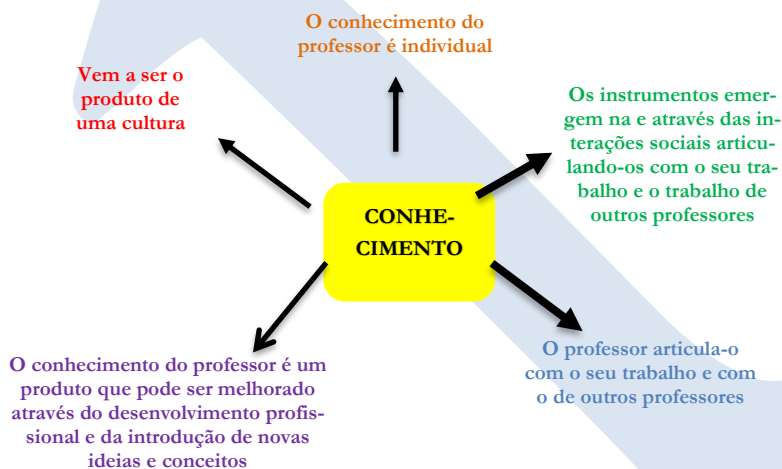 O conhecimento do
professor é individual
Vem a ser o
produto de
uma cultura
Os instrumentos emer-
gem na e através das in-
terações sociais articu-
lando-os com o seu tra-
balho e o trabalho de
outros professores
CONHE-
CIMENTO
O professor articula-o
com o seu trabalho e com
o de outros professores
O conhecimento do professor é um
produto que pode ser melhorado
através do desenvolvimento profis-
sional e da introdução de novas
ideias e conceitos